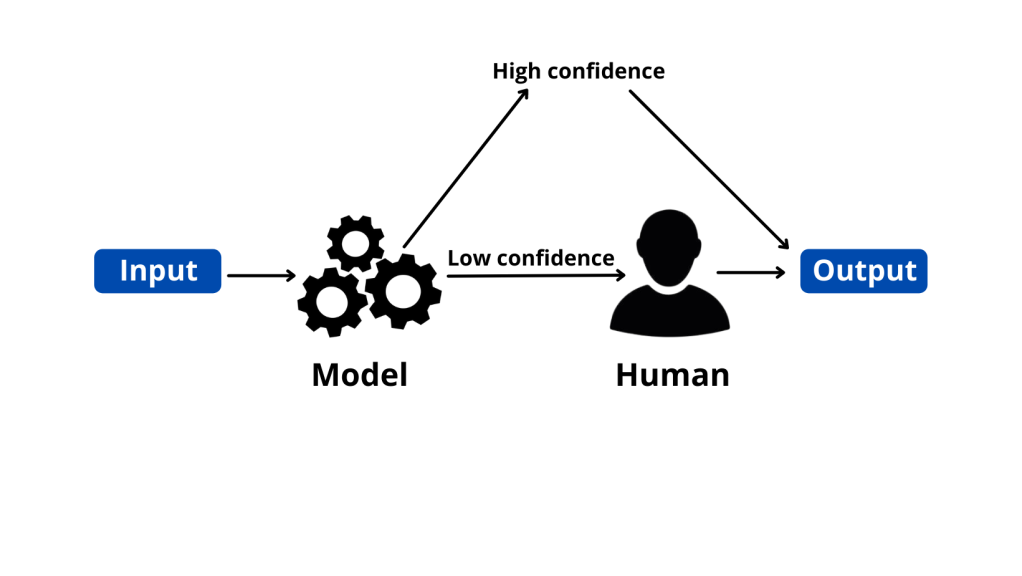 High confidence
Low confidence
Input
Output
Model
Human